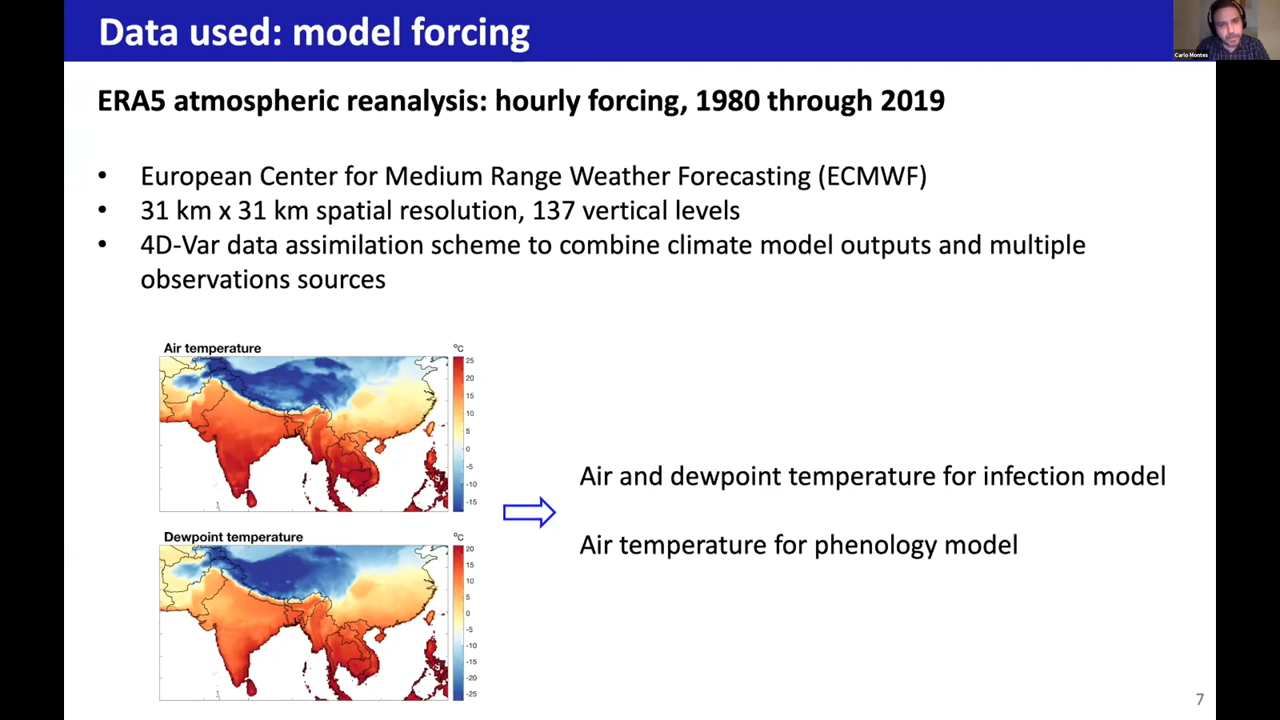 Data used: model forcing
Carlo Montes
ERA5 atmospheric reanalysis: hourly forcing, 1980 through 2019
• European Center for Medium Range Weather Forecasting (ECMWF)
• 31 km x 31 km spatial resolution, 137 vertical levels
• 4D-Var data assimilation scheme to combine climate model outputs and multiple
observations sources
Air temperature
ºC
25
20
15
10
5
0
-5
-10
-15
Air and dewpoint temperature for infection model
Air temperature for phenology model
Dewpoint temperature
ºC
20
15
10
5
0
-5
-10
-15
-20
-25
7